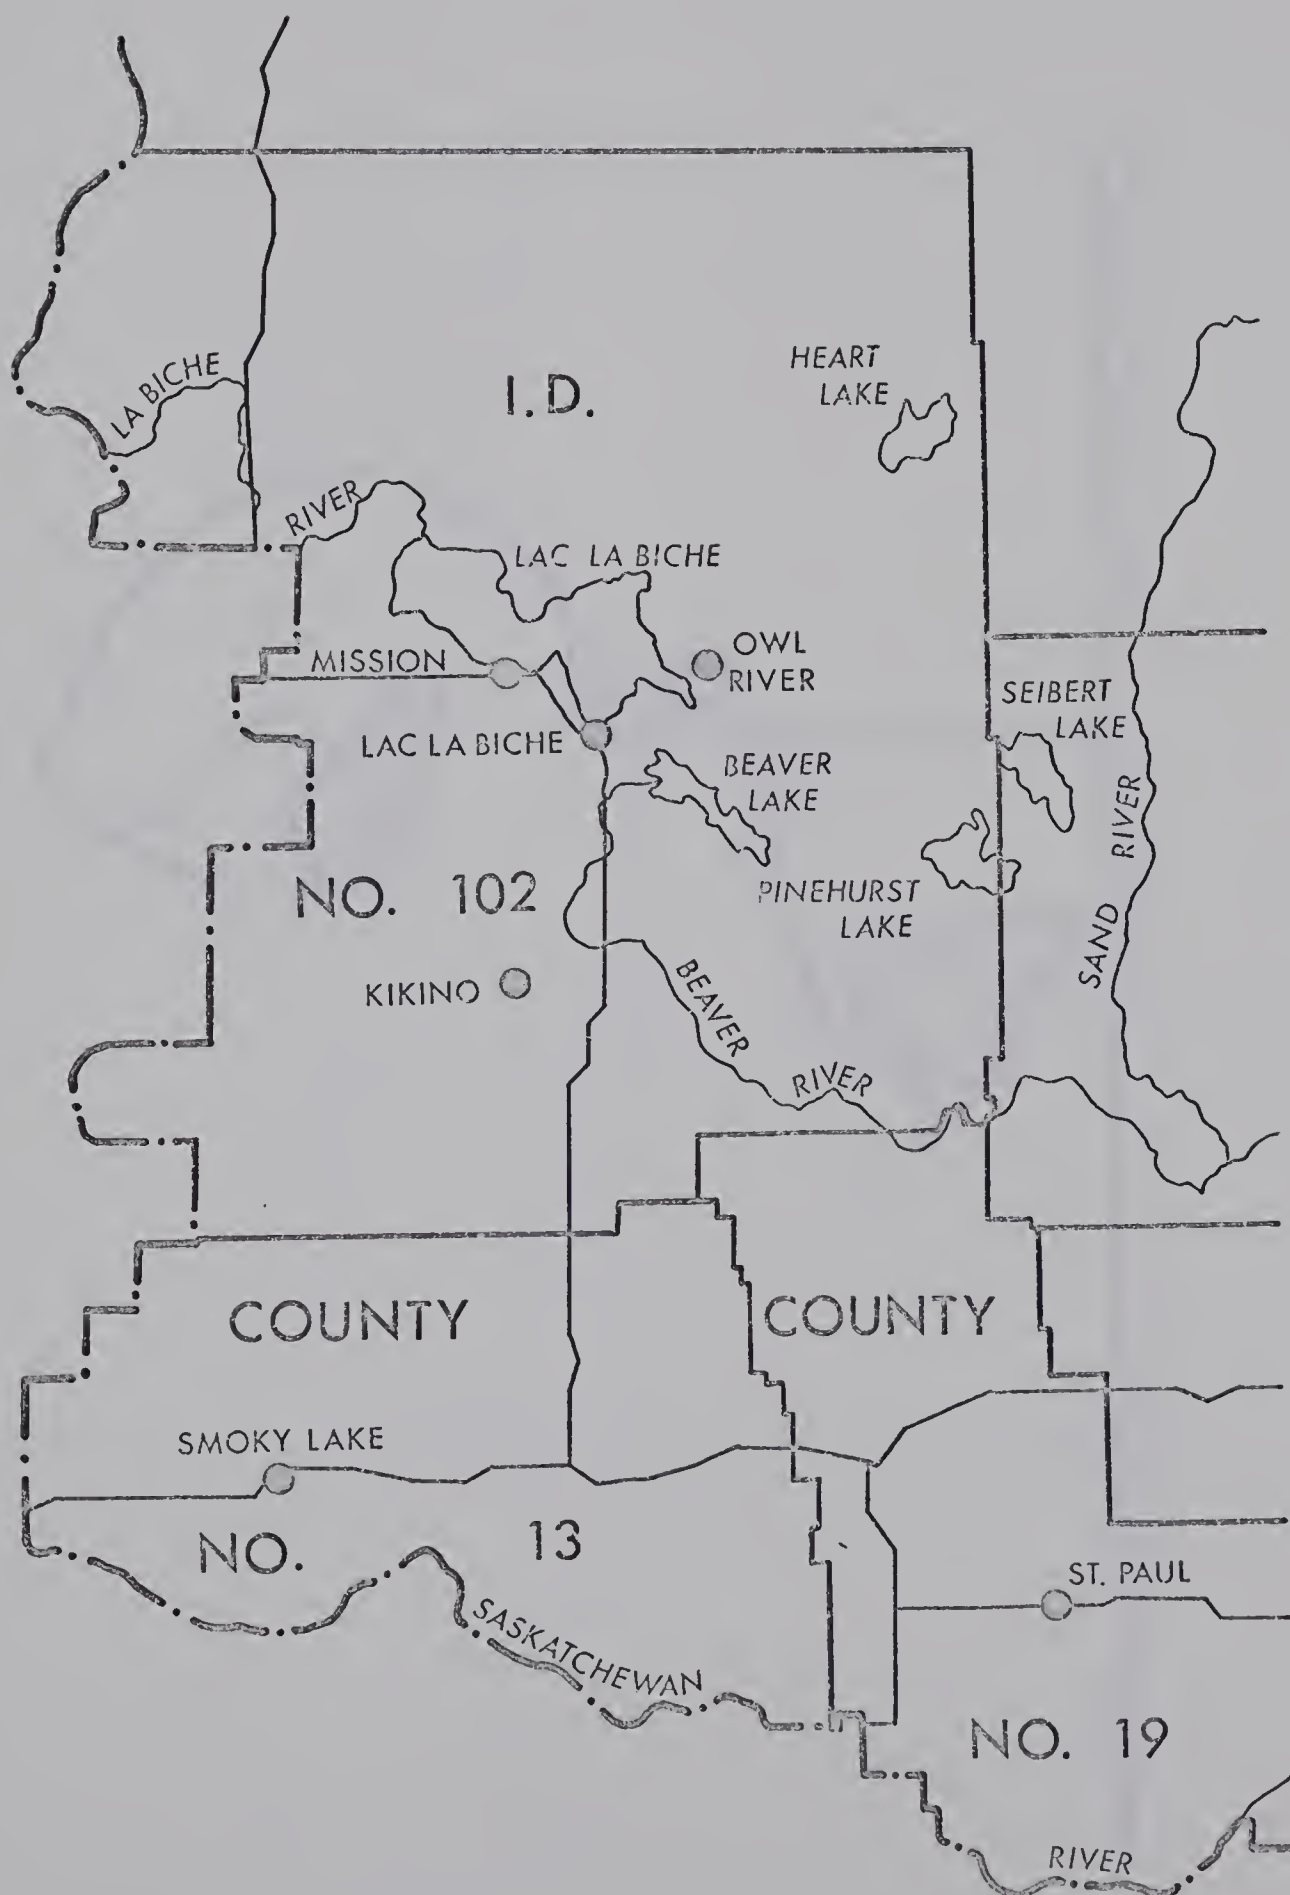 HEART
LAKE
LA BICHE
I.D.
RIVER
LAC LA BICHE
OWL
RIVER
MISSION
SEIBERT
LAKE
LAC LA BICHE
BEAVER
LAKE
RIVER
SAND
NO. 102
PINEHURST
LAKE
KIKINO
BEAVER
RIVER
COUNTY
COUNTY
SMOKY LAKE
NO. 13
ST. PAUL
SASKATCHEWAN
NO. 19
RIVER